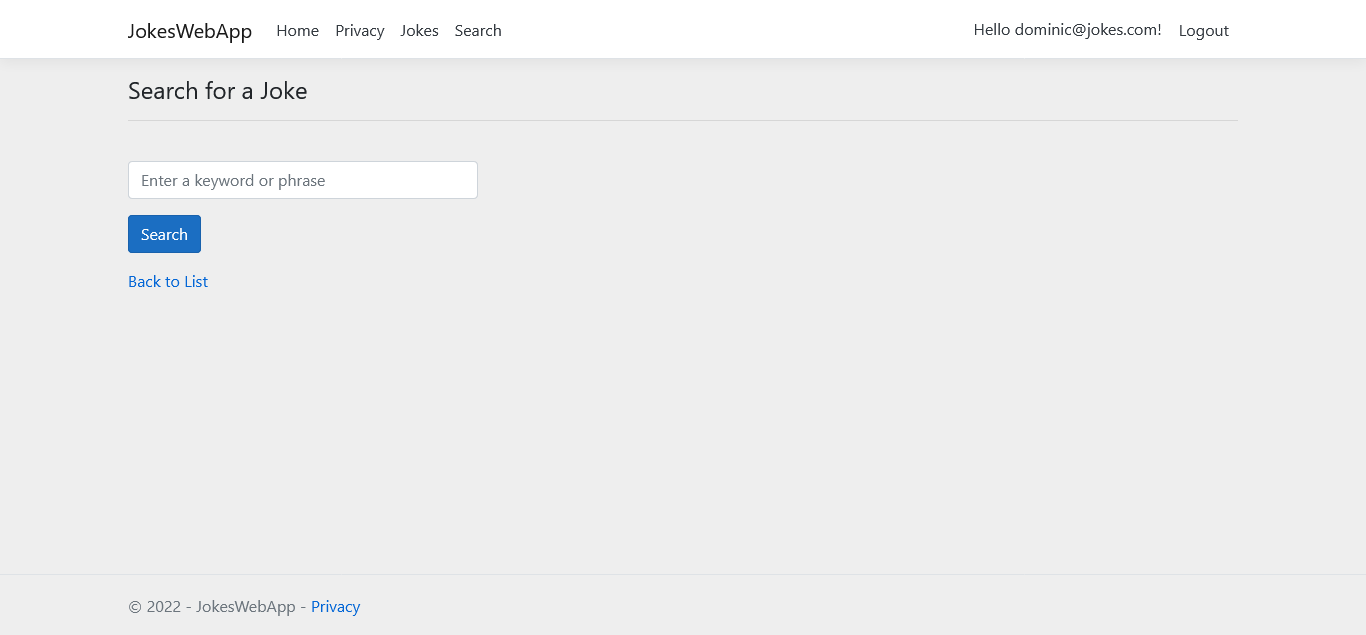 JokesWebApp Home Privacy Jokes Search Hello dominic@jokes.com! Logout
Search for a Joke
Enter a keyword or phrase
Search
Back to List
© 2022 - JokesWebApp - Privacy